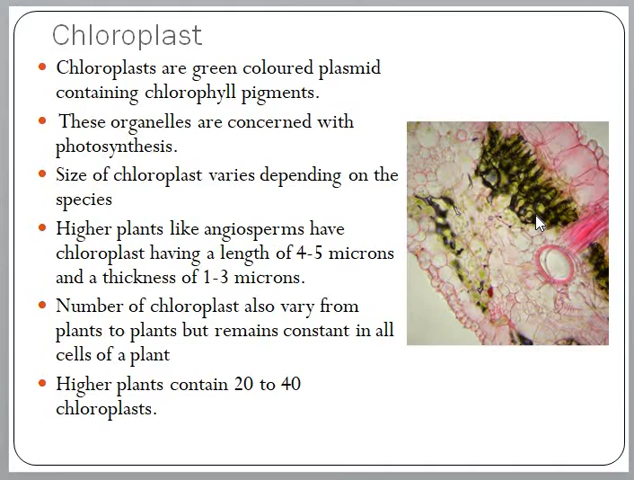 Chloroplast
Chloroplasts are green coloured plasmid
containing chlorophyll pigments.
These organelles are concerned with
photosynthesis.
Size of chloroplast varies depending on the
species
Higher plants like angiosperms have
chloroplast having a length of 4-5 microns
and a thickness of 1-3 microns.
Number of chloroplast also vary from
plants to plants but remains constant in all
cells of a plant
Higher plants contain 20 to 40
chloroplasts.